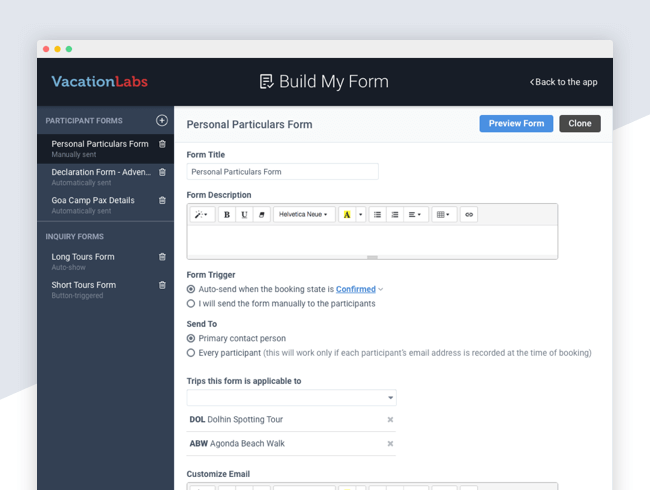 VacationLabs
Build My Form
Back to the app
PARTICIPANT FORMS
Personal Particulars Form
Manually sent
Declaration Form - Adven...
Automatically sent
Goa Camp Pax Details
Automatically sent
INQUIRY FORMS
Long Tours Form
Auto-show
Short Tours Form
Button-triggered
Personal Particulars Form
Preview Form
Clone
Form Title
Personal Particulars Form
Form Description
B U Helvetica Neue A
Form Trigger
Auto-send when the booking state is Confirmed
I will send the form manually to the participants
Send To
Primary contact person
Every participant (this will work only if each participant's email address is recorded at the time of booking)
Trips this form is applicable to
DOL Dolhin Spotting Tour
ABW Agonda Beach Walk
Customize Email